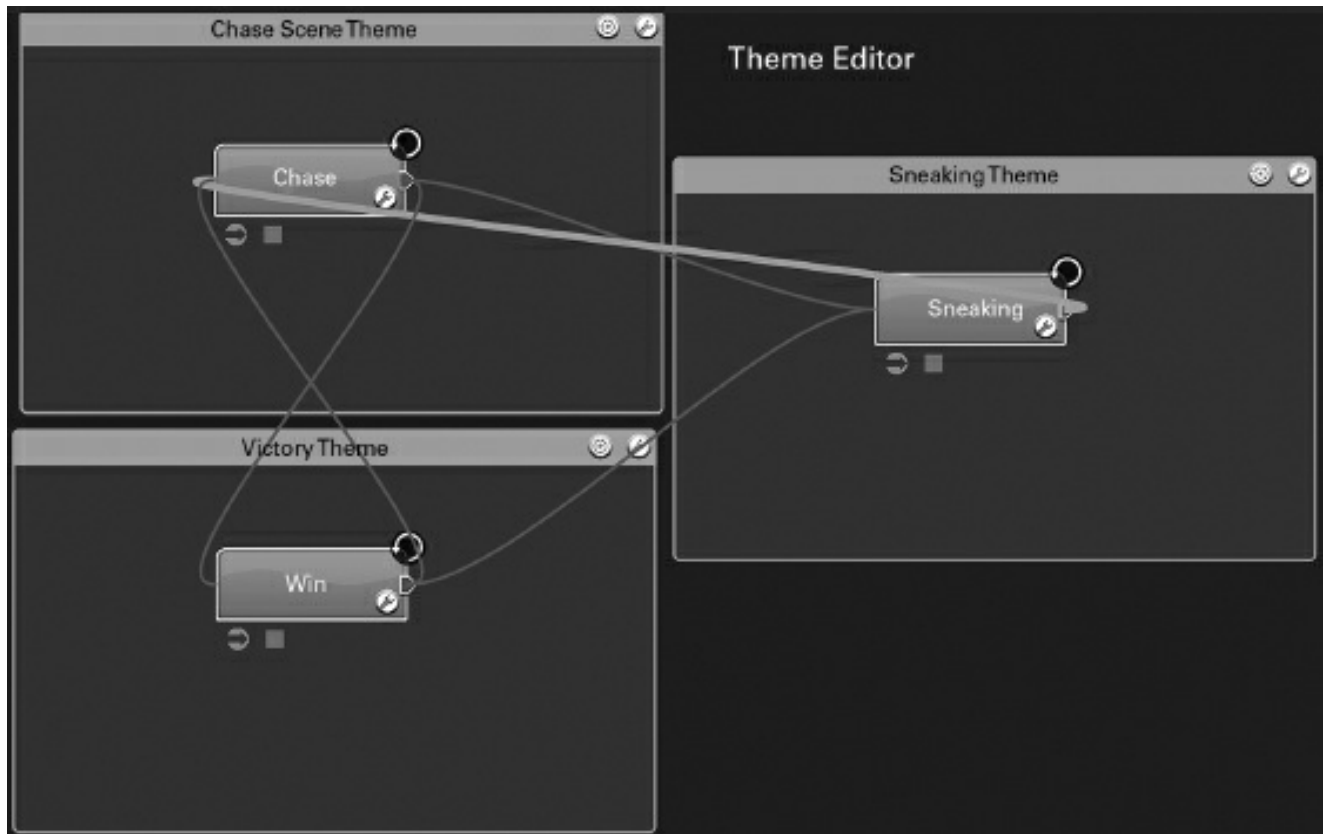 Chase Scene Theme
Theme Editor
Chase
Sneaking Theme
Sneaking
Victory Theme
Win